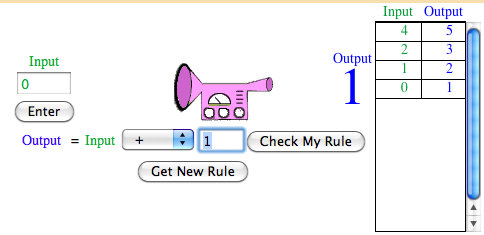 Input Output
4 5
2 3
1 2
0 1
Input
0
Enter
Output
1
Output = Input + 1 Check My Rule
Get New Rule